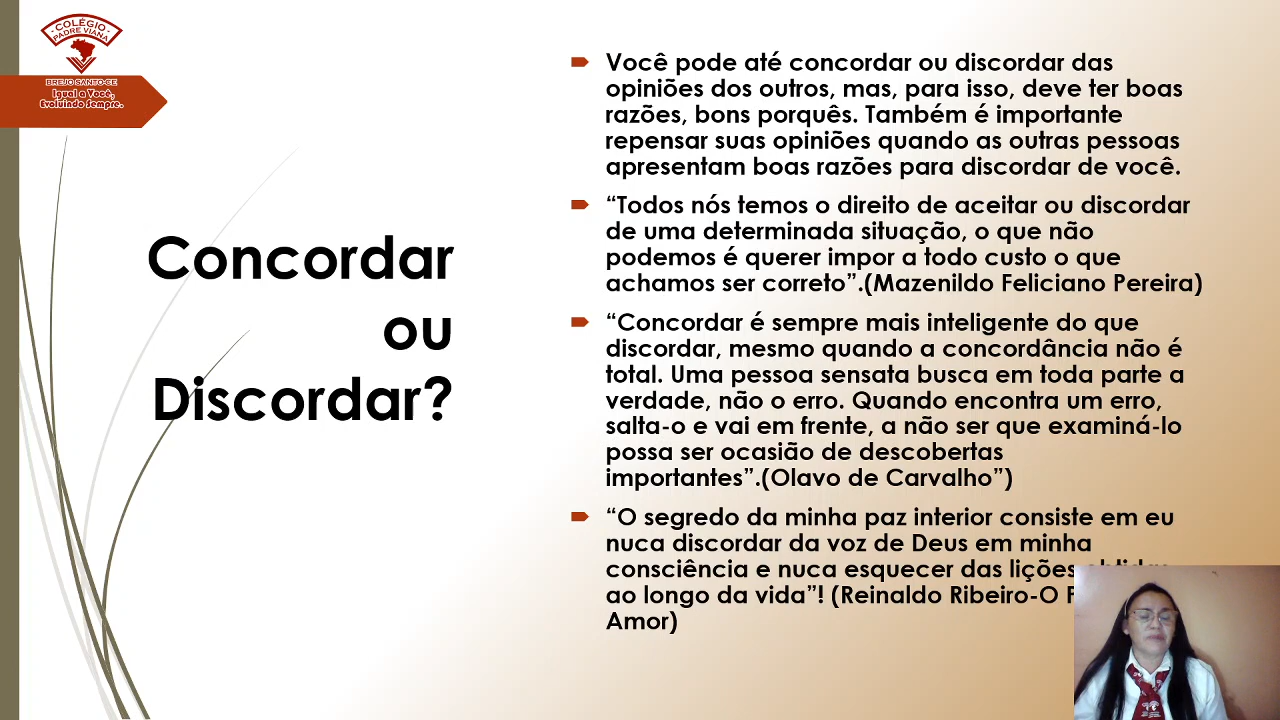 COLÉGIO
PADRE VIANA
BREJO SANTO-CE
Igual a Você,
Evoluindo Sempre.
Concordar
ou
Discordar?
Você pode até concordar ou discordar das
opiniões dos outros, mas, para isso, deve ter boas
razões, bons porquês. Também é importante
repensar suas opiniões quando as outras pessoas
apresentam boas razões para discordar de você.
“Todos nós temos o direito de aceitar ou discordar
de uma determinada situação, o que não
podemos é querer impor a todo custo o que
achamos ser correto”.(Mazenildo Feliciano Pereira)
“Concordar é sempre mais inteligente do que
discordar, mesmo quando a concordância não é
total. Uma pessoa sensata busca em toda parte a
verdade, não o erro. Quando encontra um erro,
salta-o e vai em frente, a não ser que examiná-lo
possa ser ocasião de descobertas
importantes”.(Olavo de Carvalho”)
“O segredo da minha paz interior consiste em eu
nuca discordar da voz de Deus em minha
consciência e nuca esquecer das lições
ao longo da vida”! (Reinaldo Ribeiro-O
Amor)